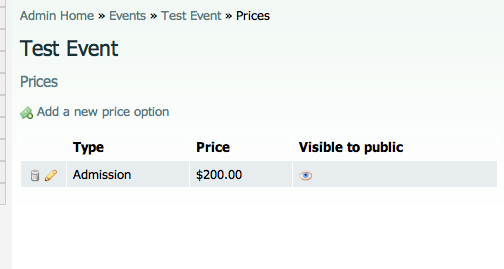 Admin Home » Events » Test Event » Prices
Test Event
Prices
Add a new price option
Type Price Visible to public
Admission $200.00